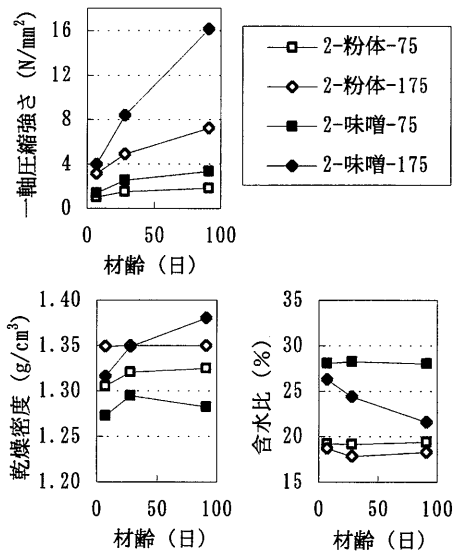 一軸圧縮強さ (N/mm²)
16
12
8
4
0
0
50
100
材齢 (日)
2-粉体-75
2-粉体-175
2-味噌-75
2-味噌-175
乾燥密度 (g/cm³)
1.40
1.35
1.30
1.25
1.20
0
50
100
材齢 (日)
含水比 (%)
35
30
25
20
15
0
50
100
材齢 (日)